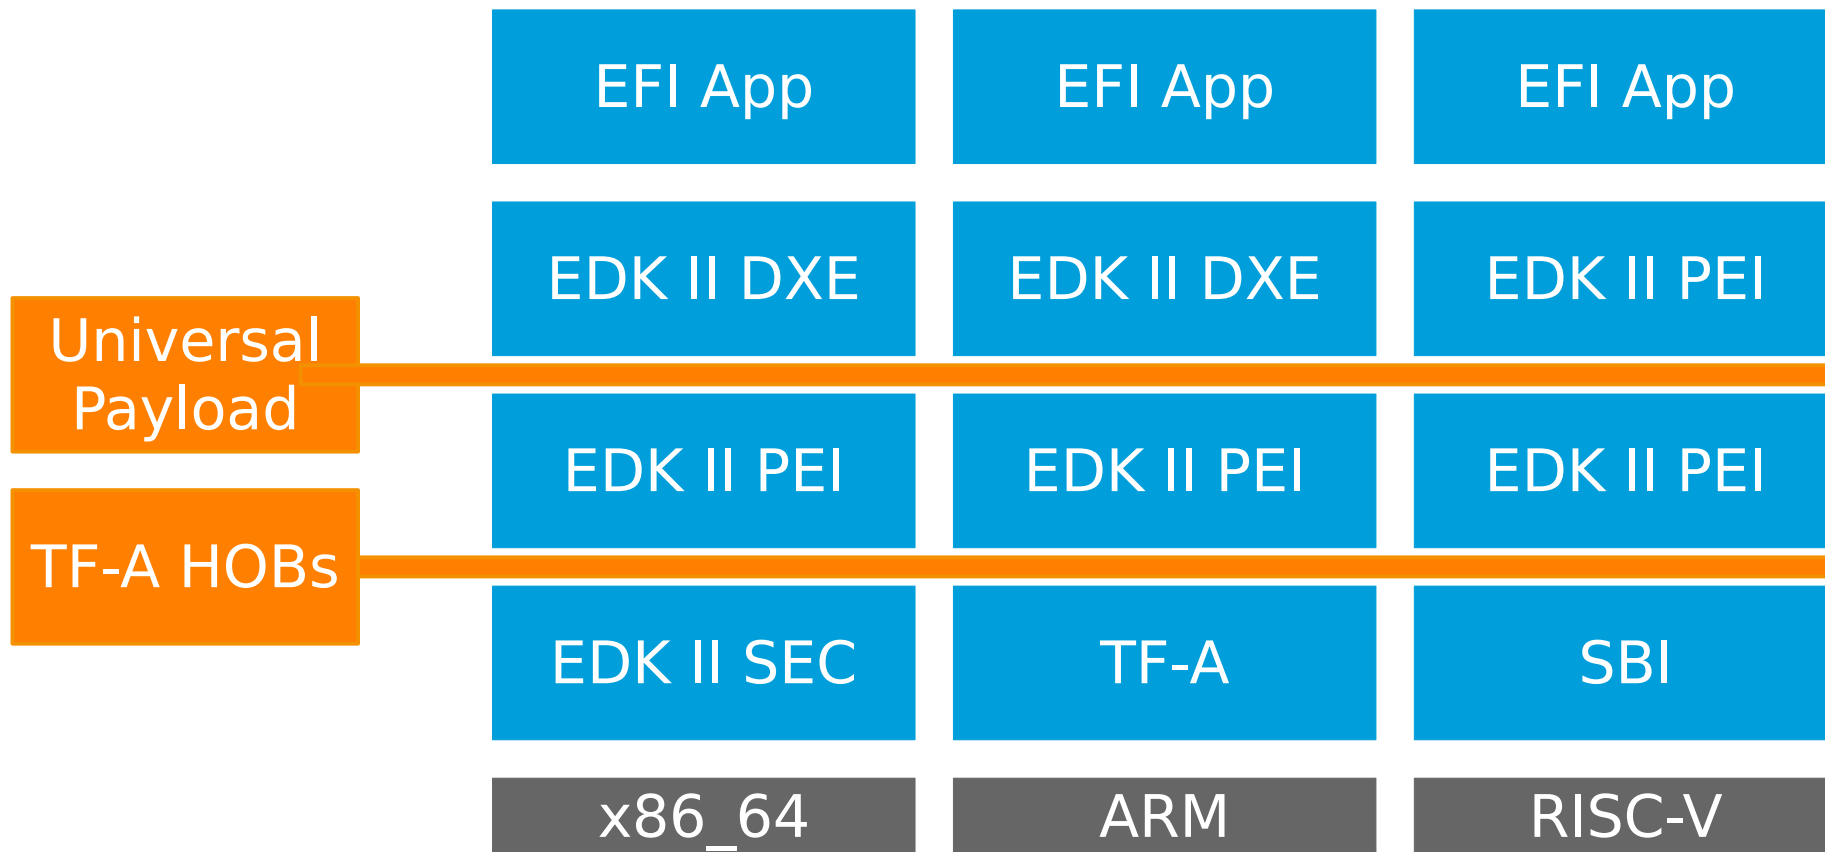 EFI App
EFI App
EFI App
EDK II DXE
EDK II DXE
EDK II PEI
Universal
Payload
EDK II PEI
EDK II PEI
EDK II PEI
TF-A HOBs
EDK II SEC
TF-A
SBI
x86_64
ARM
RISC-V